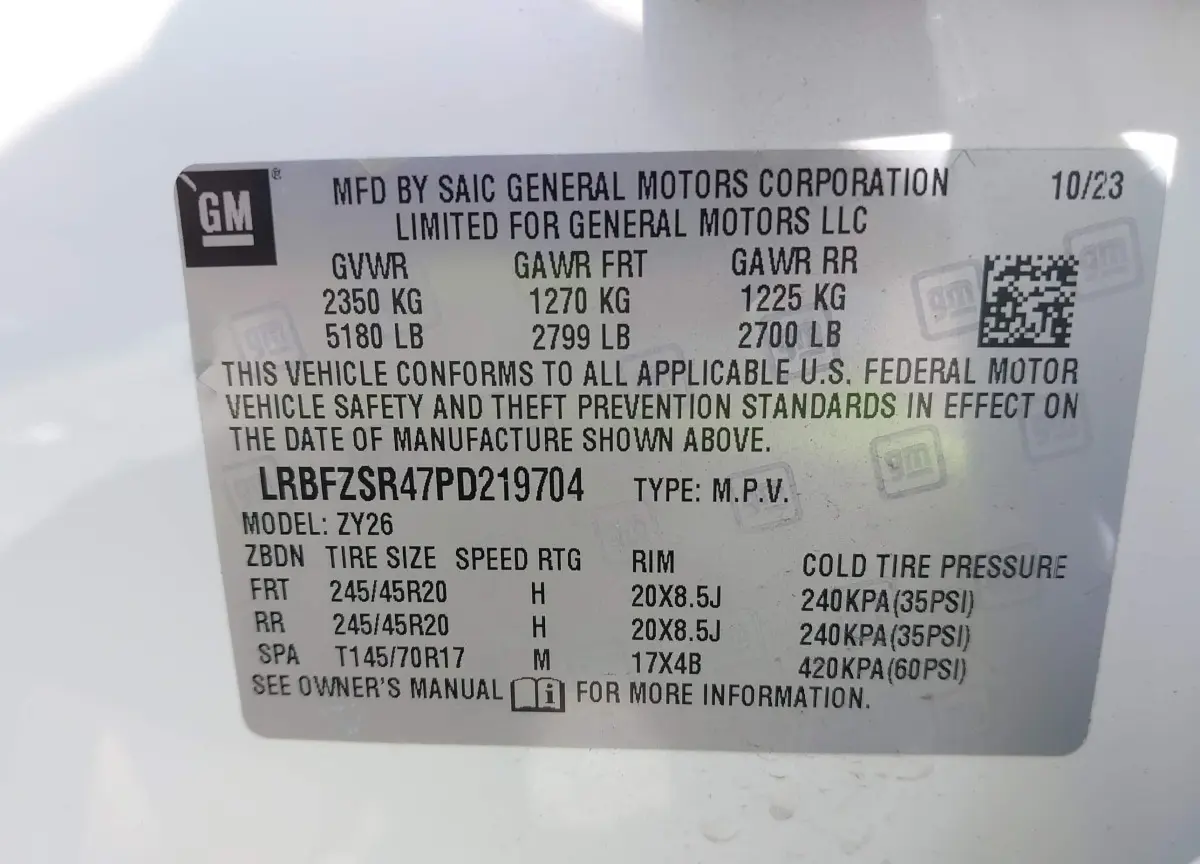 GM ®
MFD BY SAIC GENERAL MOTORS CORPORATION 10/23
LIMITED FOR GENERAL MOTORS LLC
GVWR GAWR FRT GAWR RR
2350 KG 1270 KG 1225 KG
5180 LB 2799 LB 2700 LB
THIS VEHICLE CONFORMS TO ALL APPLICABLE U.S. FEDERAL MOTOR
VEHICLE SAFETY AND THEFT PREVENTION STANDARDS IN EFFECT ON
THE DATE OF MANUFACTURE SHOWN ABOVE.
LRBFZSR47PD219704 TYPE: M.P.V.
MODEL: ZY26
ZBDN TIRE SIZE SPEED RTG RIM COLD TIRE PRESSURE
FRT 245/45R20 H 20X8.5J 240KPA(35PSI)
RR 245/45R20 H 20X8.5J 240KPA(35PSI)
SPA T145/70R17 M 17X4B 420KPA(60PSI)
SEE OWNER'S MANUAL i FOR MORE INFORMATION.